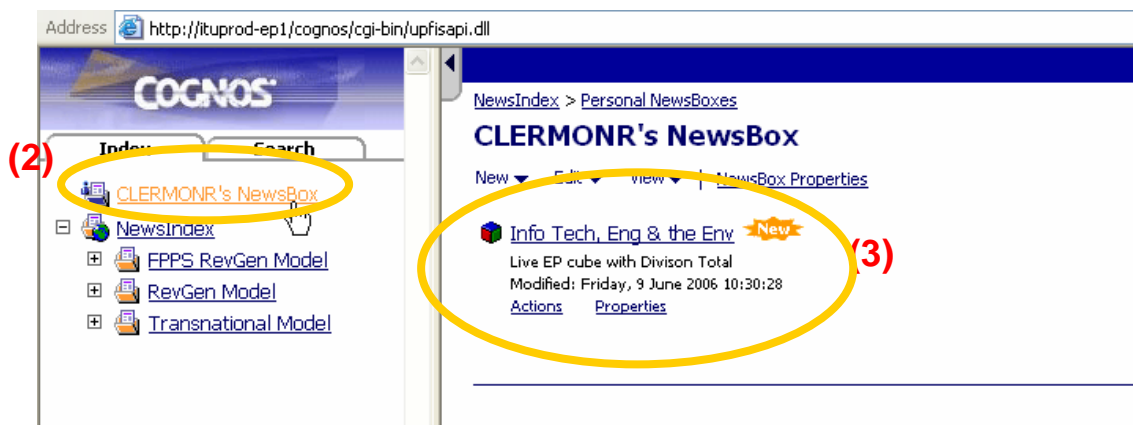 Address http://ituprod-ep1/cognos/cgi-bin/upfisapi.dll
COGNOS
Index Search
(2)
CLERMONR's NewsBox
NewsIndex
FPPS RevGen Model
RevGen Model
Transnational Model
NewsIndex > Personal NewsBoxes
CLERMONR's NewsBox
New Edit View | NewsBox Properties
Info Tech, Eng & the Env New
(3)
Live EP cube with Divison Total
Modified: Friday, 9 June 2006 10:30:28
Actions Properties